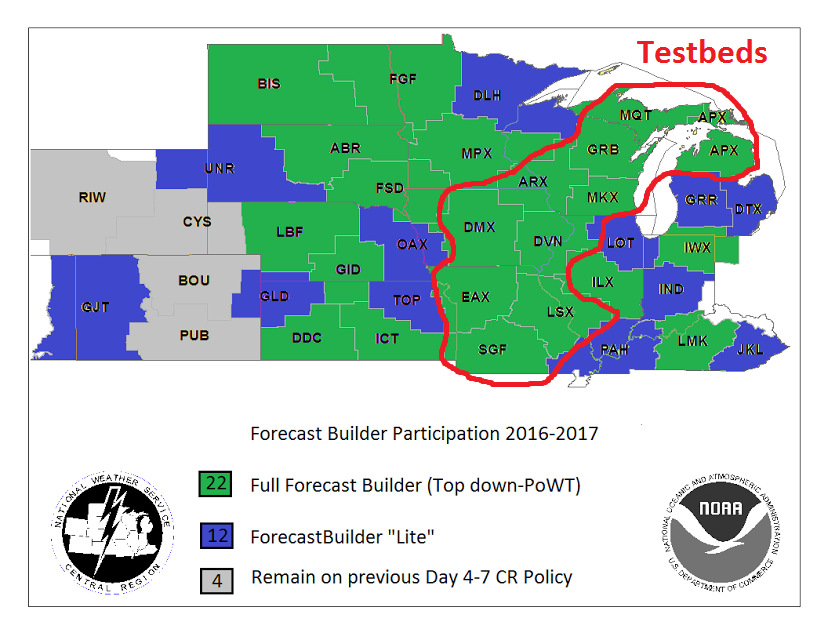 Testbeds
BIS
FGF
DLH
MQT
APX
ABR
MPX
GRB
APX
UNR
FSD
ARX
RIW
MKX
GRR
DTX
CYS
LBF
DMX
OAX
DVN
LOT
IWX
GID
BOU
ILX
GJT
GLD
TOP
EAX
IND
LSX
PUB
DDC
ICT
SGF
PAH
LMK
JKL
Forecast Builder Participation 2016-2017
22 Full Forecast Builder (Top down-PoWT)
12 ForecastBuilder "Lite"
4 Remain on previous Day 4-7 CR Policy
NATIONAL WEATHER SERVICE
CENTRAL REGION
NATIONAL OCEANIC AND ATMOSPHERIC ADMINISTRATION
NOAA
U.S. DEPARTMENT OF COMMERCE